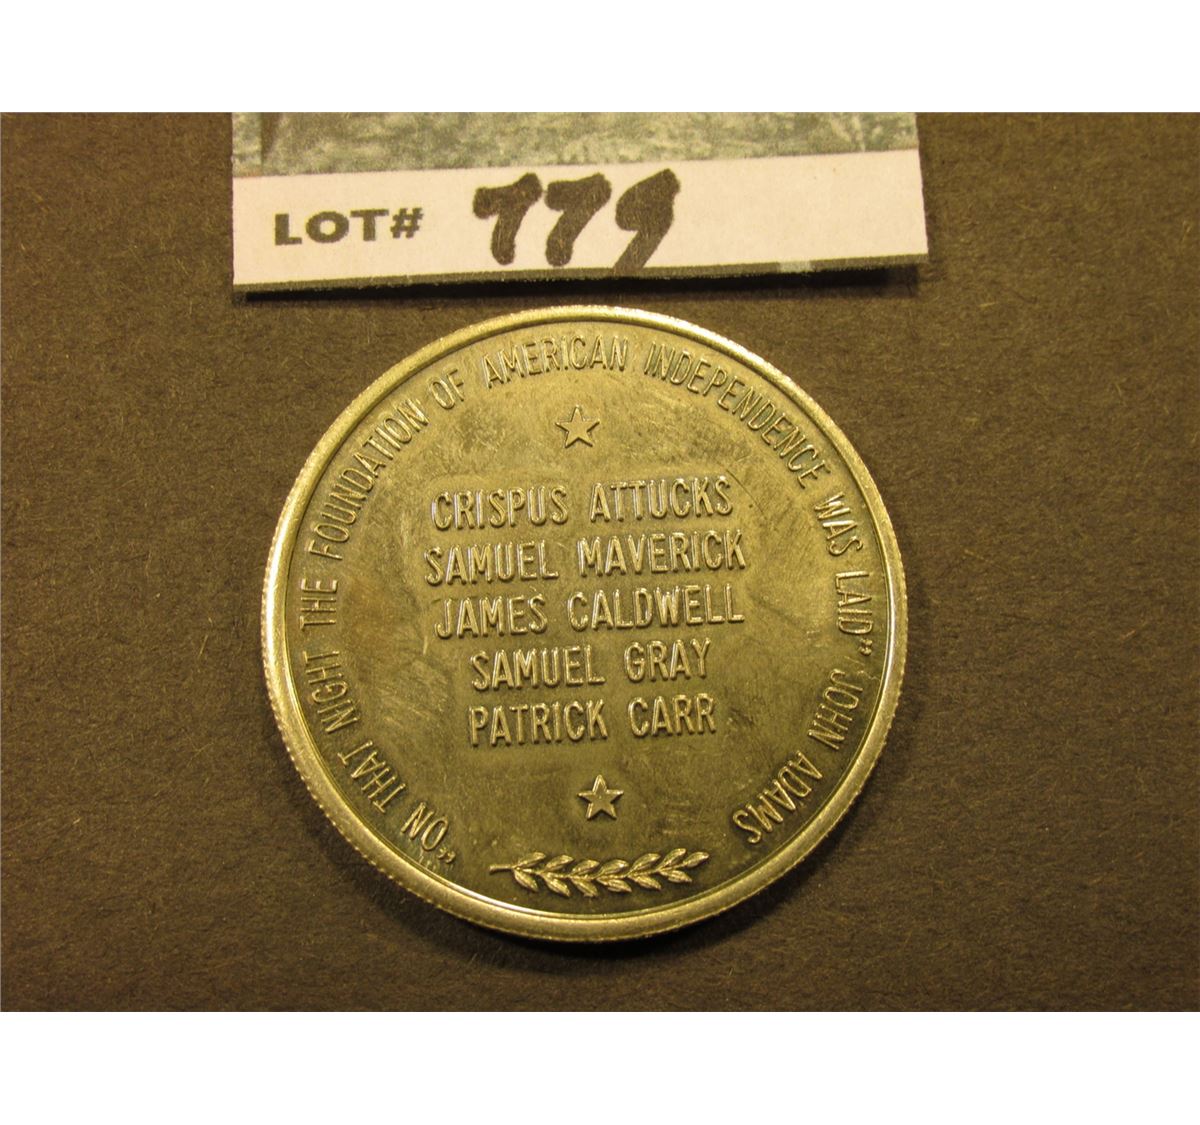 LOT# 779
"ON THAT NIGHT THE FOUNDATION OF AMERICAN INDEPENDENCE WAS LAID" JOHN ADAMS
CRISPUS ATTUCKS
SAMUEL MAVERICK
JAMES CALDWELL
SAMUEL GRAY
PATRICK CARR